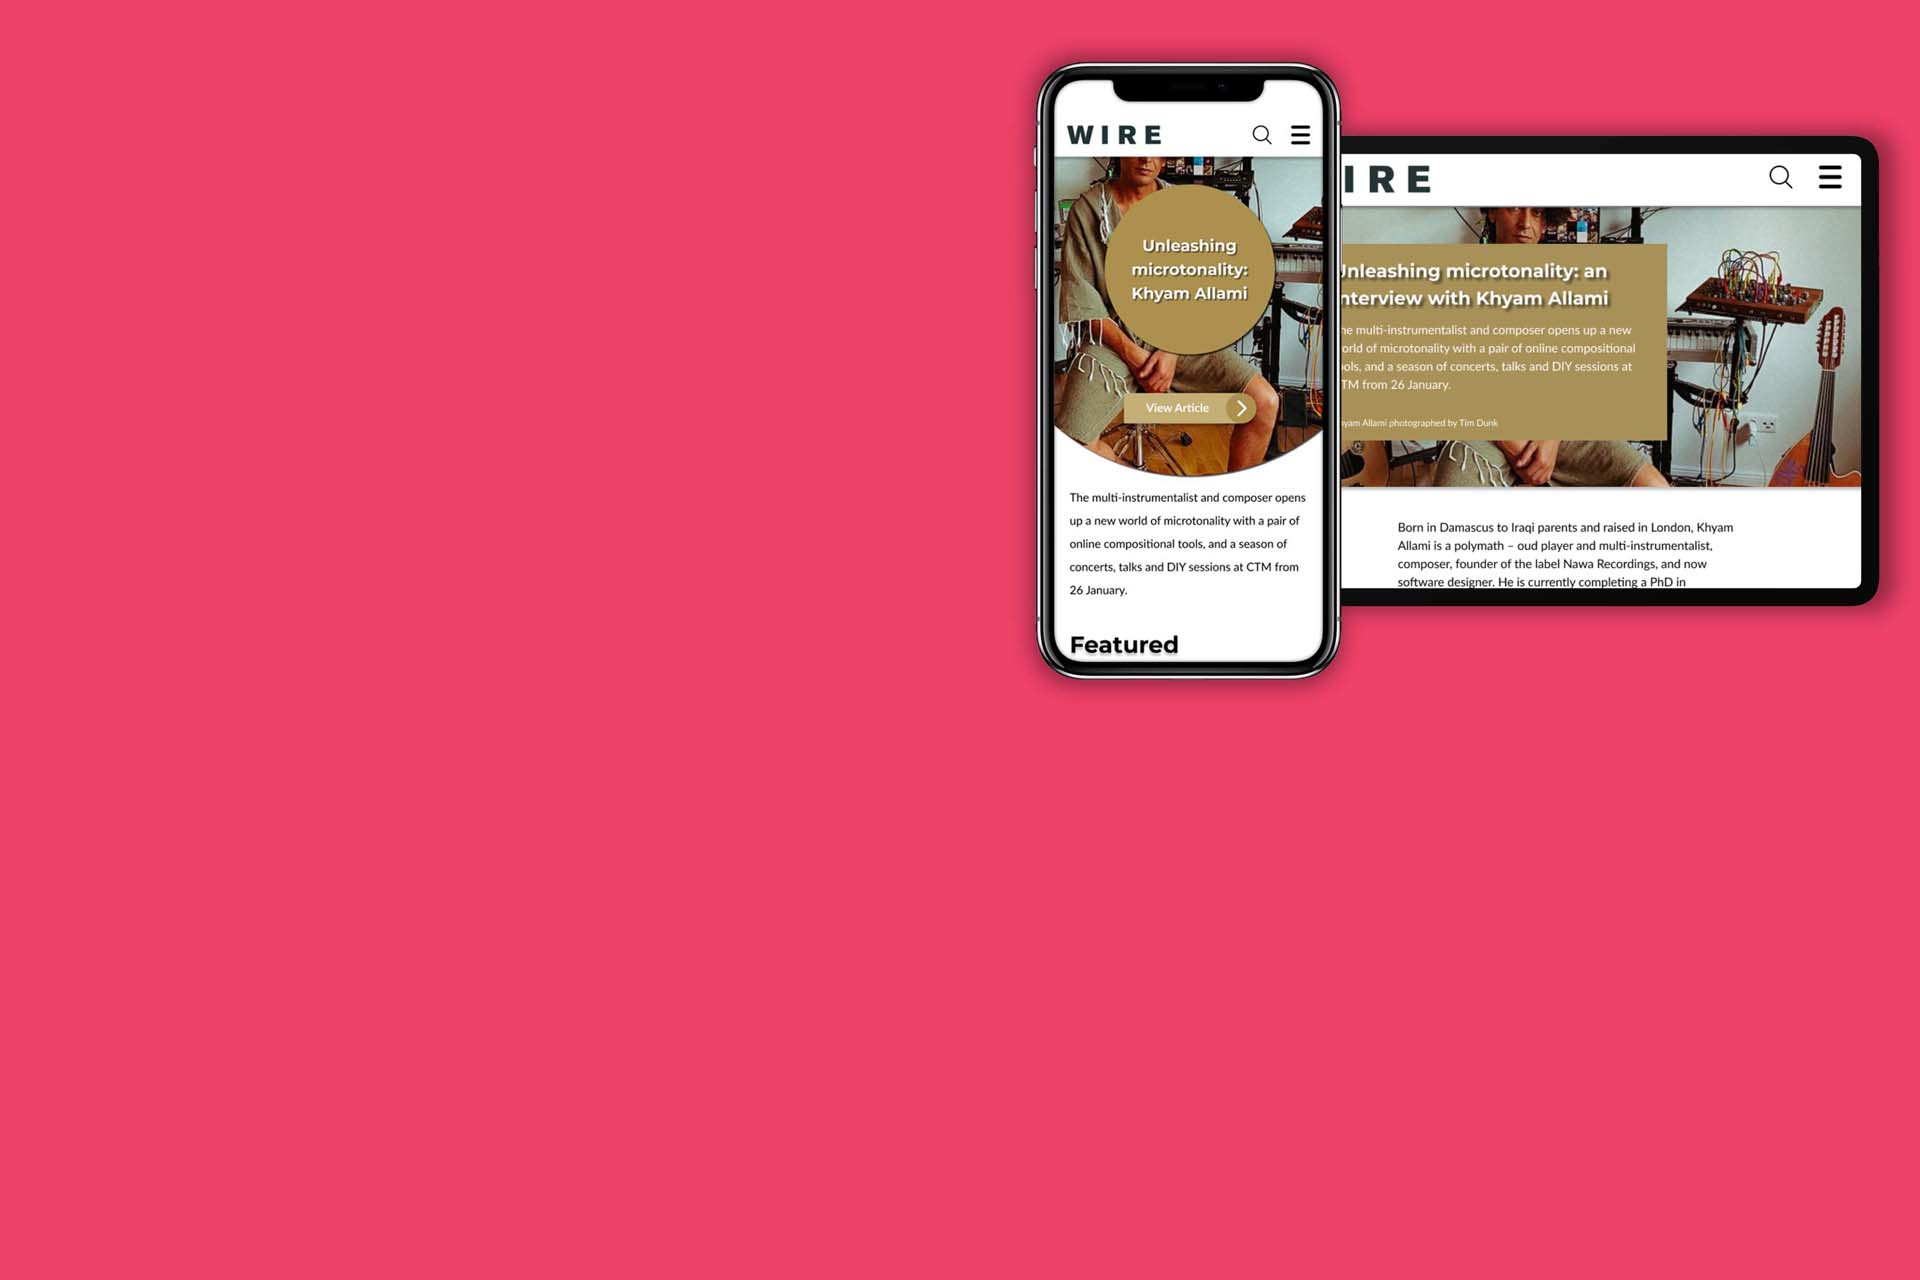 WIRE
Unleashing
microtonality:
Khyam Allami
View Article
The multi-instrumentalist and composer opens
up a new world of microtonality with a pair of
online compositional tools, and a season of
concerts, talks and DIY sessions at CTM from
26 January.
Featured
IRE
Unleashing microtonality: an
nterview with Khyam Allami
he multi-instrumentalist and composer opens up a new
orld of microtonality with a pair of online compositional
ols, and a season of concerts, talks and DIY sessions at
TM from 26 January.
yam Allami photographed by Tim Dunk
Born in Damascus to Iraqi parents and raised in London, Khyam
Allami is a polymath – oud player and multi-instrumentalist,
composer, founder of the label Nawa Recordings, and now
software designer. He is currently completing a PhD in